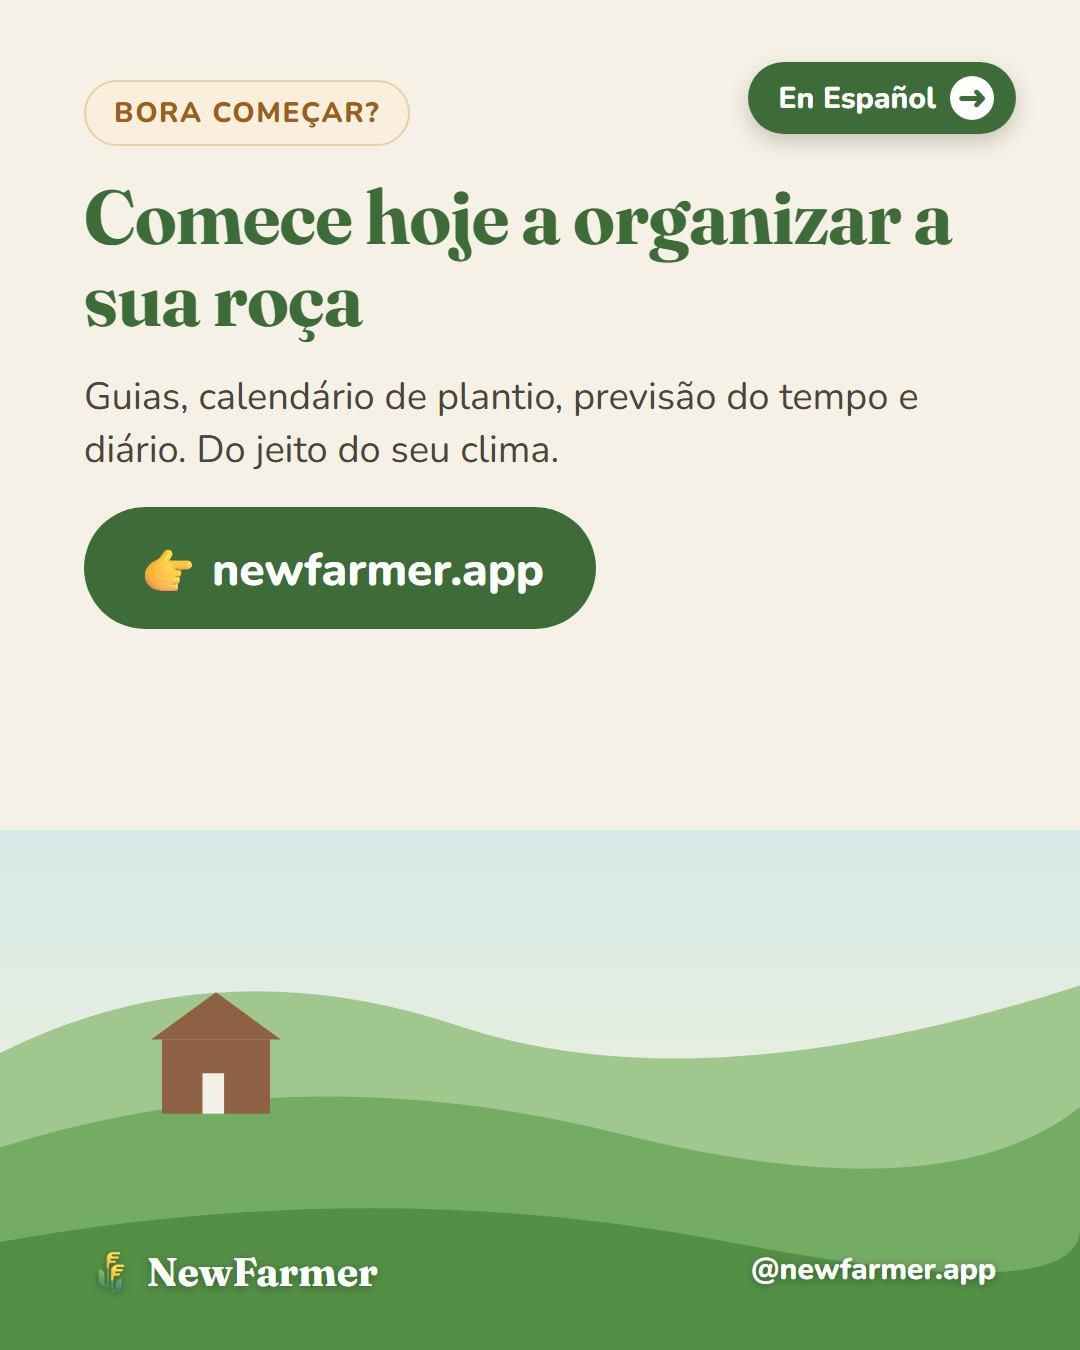 BORA COMEÇAR?
En Español
Comece hoje a organizar a
sua roça
Guias, calendário de plantio, previsão do tempo e
diário. Do jeito do seu clima.
newfarmer.app
NewFarmer
@newfarmer.app